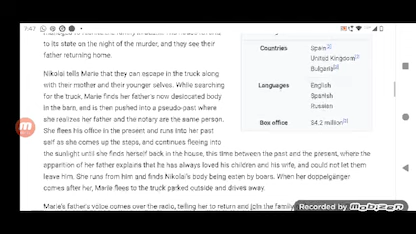 7:47
to its state on the night of the murder, and they see their
father returning home.
Nikolai tells Marie that they can escape in the truck along
with their mother and their younger selves. While searching
for the truck, Marie finds her father's now desiccated body
in the barn, and is then pushed into a pseudo-past where
she realizes her father and the notary are the same person.
She flees his office in the present and runs into her past
self as she comes up the steps, and continues fleeing into
the sunlight until she finds herself back in the house, this time between the past and the present, where
the apparition of her father explains that he has always loved his children and his wife, and could not let them
leave him. She runs from him and finds Nikolai's body being eaten by boars. When her doppelganger
comes after her, Marie flees to the truck parked outside and drives away.
Marie's father's voice comes over the radio, telling her to return and join the family
Countries
Spain
United Kingdom
Bulgaria
Languages
English
Spanish
Russian
Box office
$4.2 million
M
Recorded by
Mobizen